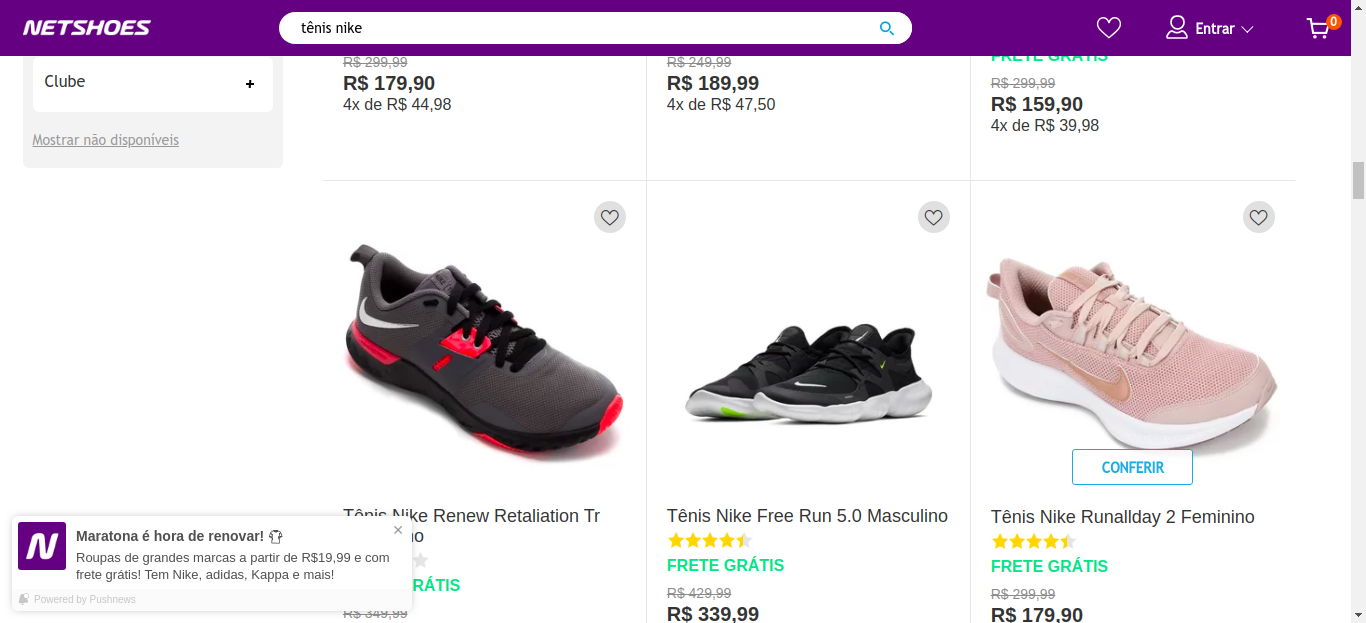 NETSHOES
tênis nike
Entrar
0
Clube
+
Mostrar não disponíveis
R$ 299,99
R$ 179,90
4x de R$ 44,98
R$ 249,99
R$ 189,99
4x de R$ 47,50
FRETE GRÁTIS
R$ 299,99
R$ 159,90
4x de R$ 39,98
CONFERIR
Tênis Nike Renew Retaliation Tr
no
GRÁTIS
R$ 349,99
Tênis Nike Free Run 5.0 Masculino
FRETE GRÁTIS
R$ 429,99
R$ 339,99
Tênis Nike Runallday 2 Feminino
FRETE GRÁTIS
R$ 299,99
R$ 179,90
N
Maratona é hora de renovar!
×
Roupas de grandes marcas a partir de R$19,99 e com
frete grátis! Tem Nike, adidas, Kappa e mais!
Powered by Pushnews